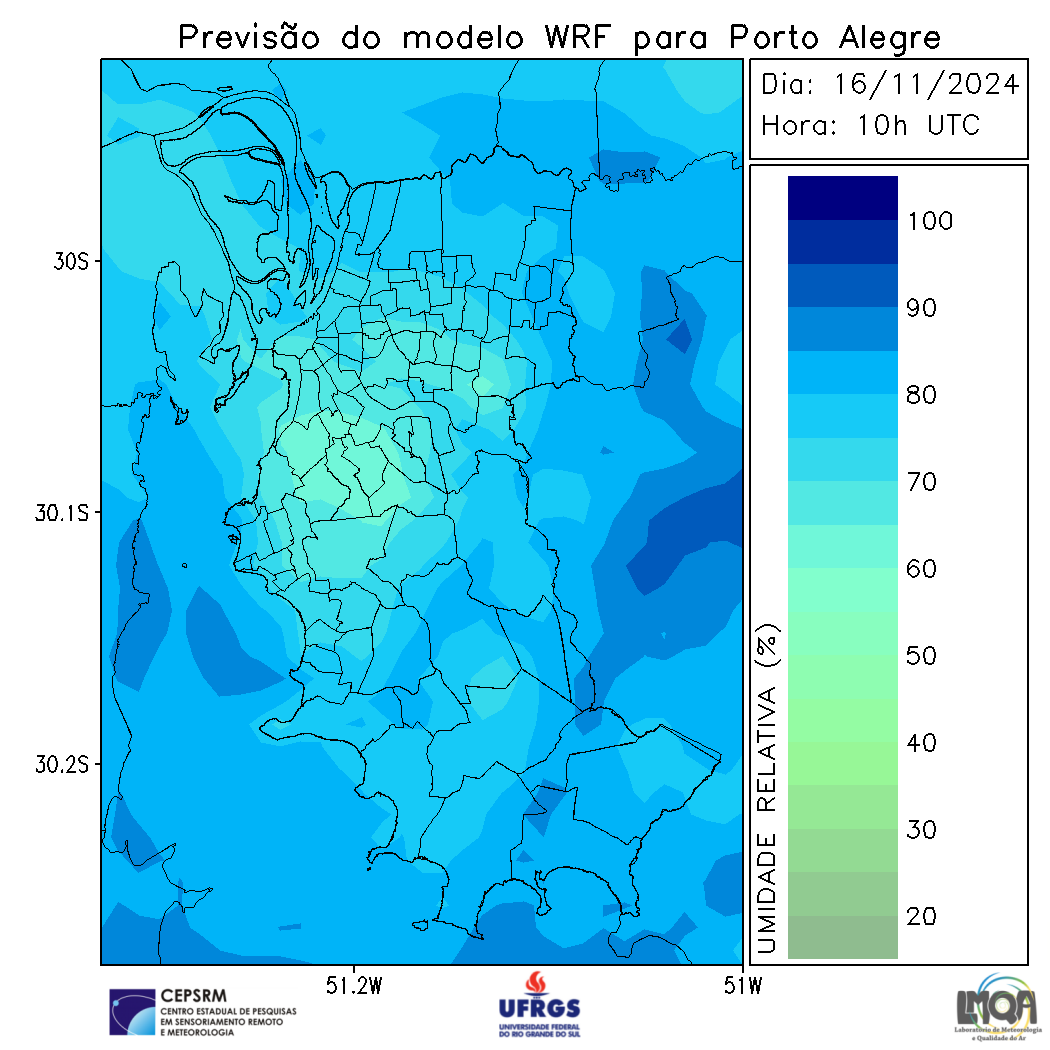 Previsão do modelo WRF para Porto Alegre
Dia: 16/11/2024
Hora: 10h UTC
100
90
80
70
60
50
40
30
20
UMIDADE RELATIVA (%)
30S
30.1S
30.2S
51.2W
51W
CEPSRM
CENTRO ESTADUAL DE PESQUISAS
EM SENSORIAMENTO REMOTO
E METEOROLOGIA
UFRGS
UNIVERSIDADE FEDERAL
DO RIO GRANDE DO SUL
LMQA
Laboratório de Meteorologia
e Qualidade do Ar